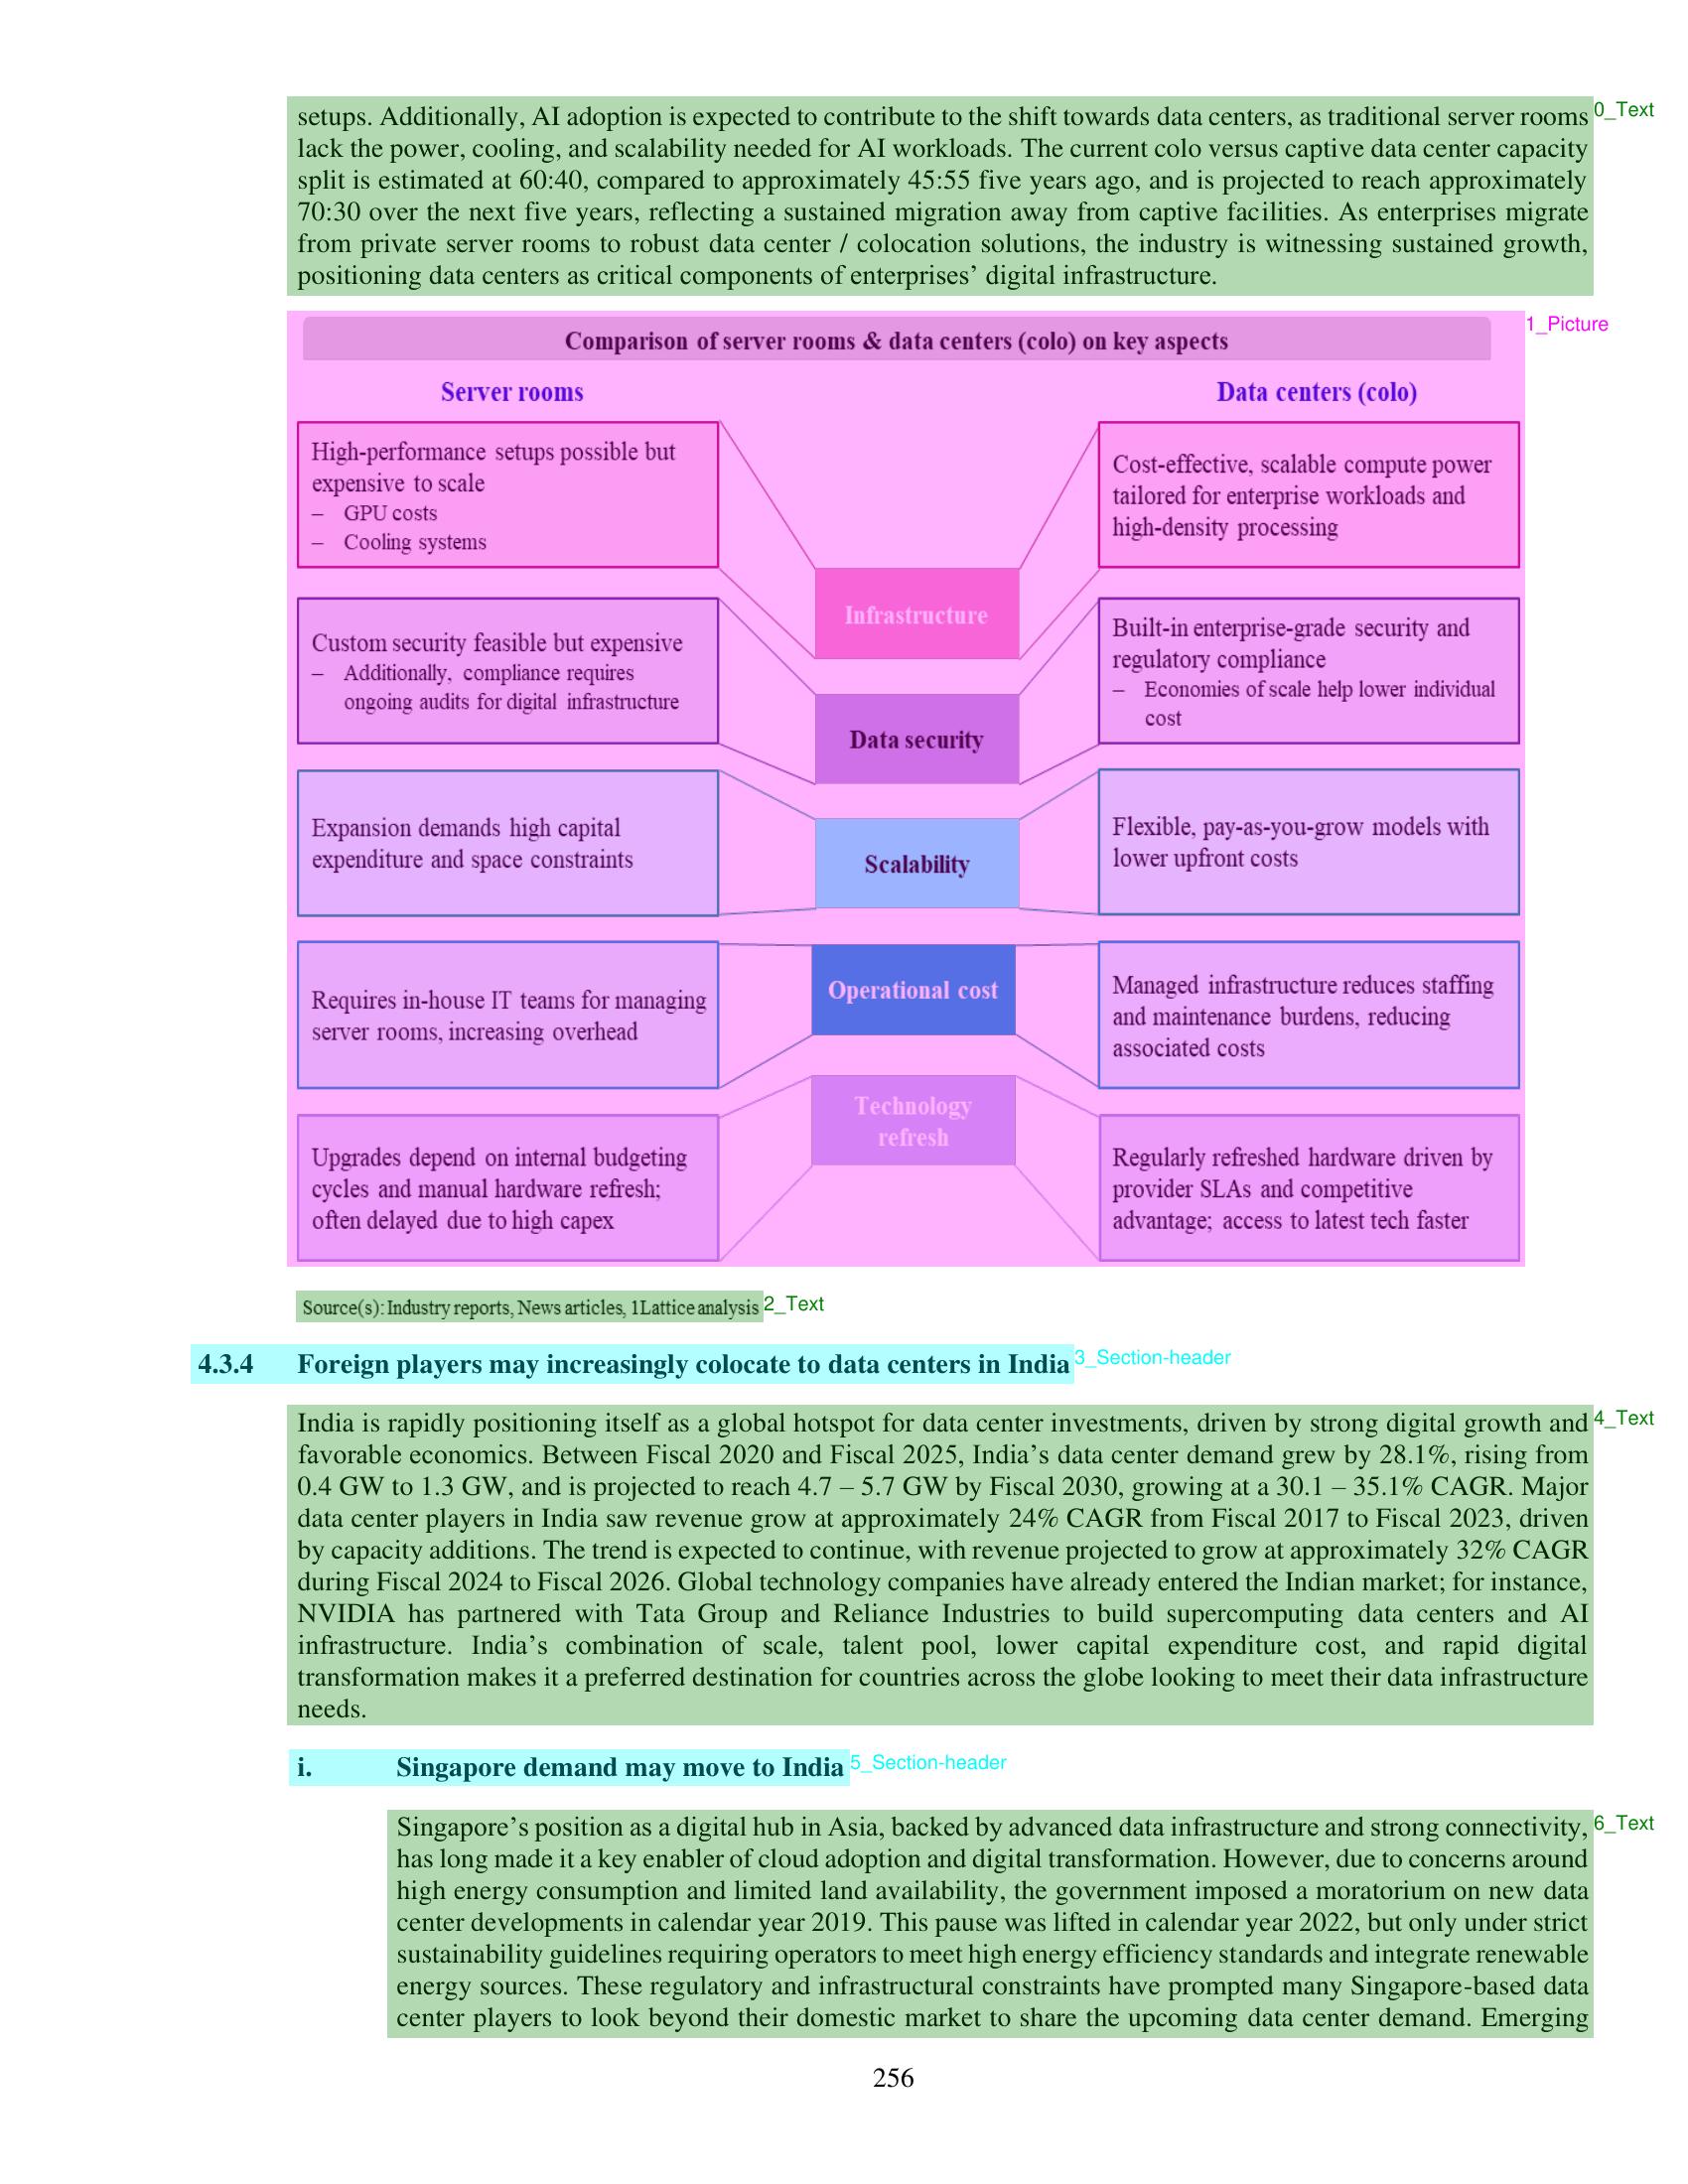 setups. Additionally, AI adoption is expected to contribute to the shift towards data centers, as traditional server rooms
lack the power, cooling, and scalability needed for AI workloads. The current colo versus captive data center capacity
split is estimated at 60:40, compared to approximately 45:55 five years ago, and is projected to reach approximately
70:30 over the next five years, reflecting a sustained migration away from captive facilities. As enterprises migrate
from private server rooms to robust data center / colocation solutions, the industry is witnessing sustained growth,
positioning data centers as critical components of enterprises’ digital infrastructure.
0_Text
1_Picture
Comparison of server rooms & data centers (colo) on key aspects
Server rooms
Data centers (colo)
High-performance setups possible but
expensive to scale
– GPU costs
– Cooling systems
Infrastructure
Cost-effective, scalable compute power
tailored for enterprise workloads and
high-density processing
Custom security feasible but expensive
– Additionally, compliance requires
ongoing audits for digital infrastructure
Data security
Built-in enterprise-grade security and
regulatory compliance
– Economies of scale help lower individual
cost
Expansion demands high capital
expenditure and space constraints
Scalability
Flexible, pay-as-you-grow models with
lower upfront costs
Requires in-house IT teams for managing
server rooms, increasing overhead
Operational cost
Managed infrastructure reduces staffing
and maintenance burdens, reducing
associated costs
Upgrades depend on internal budgeting
cycles and manual hardware refresh;
often delayed due to high capex
Technology
refresh
Regularly refreshed hardware driven by
provider SLAs and competitive
advantage; access to latest tech faster
Source(s): Industry reports, News articles, 1Lattice analysis
2_Text
4.3.4 Foreign players may increasingly colocate to data centers in India
3_Section-header
India is rapidly positioning itself as a global hotspot for data center investments, driven by strong digital growth and
favorable economics. Between Fiscal 2020 and Fiscal 2025, India’s data center demand grew by 28.1%, rising from
0.4 GW to 1.3 GW, and is projected to reach 4.7 – 5.7 GW by Fiscal 2030, growing at a 30.1 – 35.1% CAGR. Major
data center players in India saw revenue grow at approximately 24% CAGR from Fiscal 2017 to Fiscal 2023, driven
by capacity additions. The trend is expected to continue, with revenue projected to grow at approximately 32% CAGR
during Fiscal 2024 to Fiscal 2026. Global technology companies have already entered the Indian market; for instance,
NVIDIA has partnered with Tata Group and Reliance Industries to build supercomputing data centers and AI
infrastructure. India’s combination of scale, talent pool, lower capital expenditure cost, and rapid digital
transformation makes it a preferred destination for countries across the globe looking to meet their data infrastructure
needs.
4_Text
i. Singapore demand may move to India
5_Section-header
Singapore’s position as a digital hub in Asia, backed by advanced data infrastructure and strong connectivity,
has long made it a key enabler of cloud adoption and digital transformation. However, due to concerns around
high energy consumption and limited land availability, the government imposed a moratorium on new data
center developments in calendar year 2019. This pause was lifted in calendar year 2022, but only under strict
sustainability guidelines requiring operators to meet high energy efficiency standards and integrate renewable
energy sources. These regulatory and infrastructural constraints have prompted many Singapore-based data
center players to look beyond their domestic market to share the upcoming data center demand. Emerging
6_Text
256